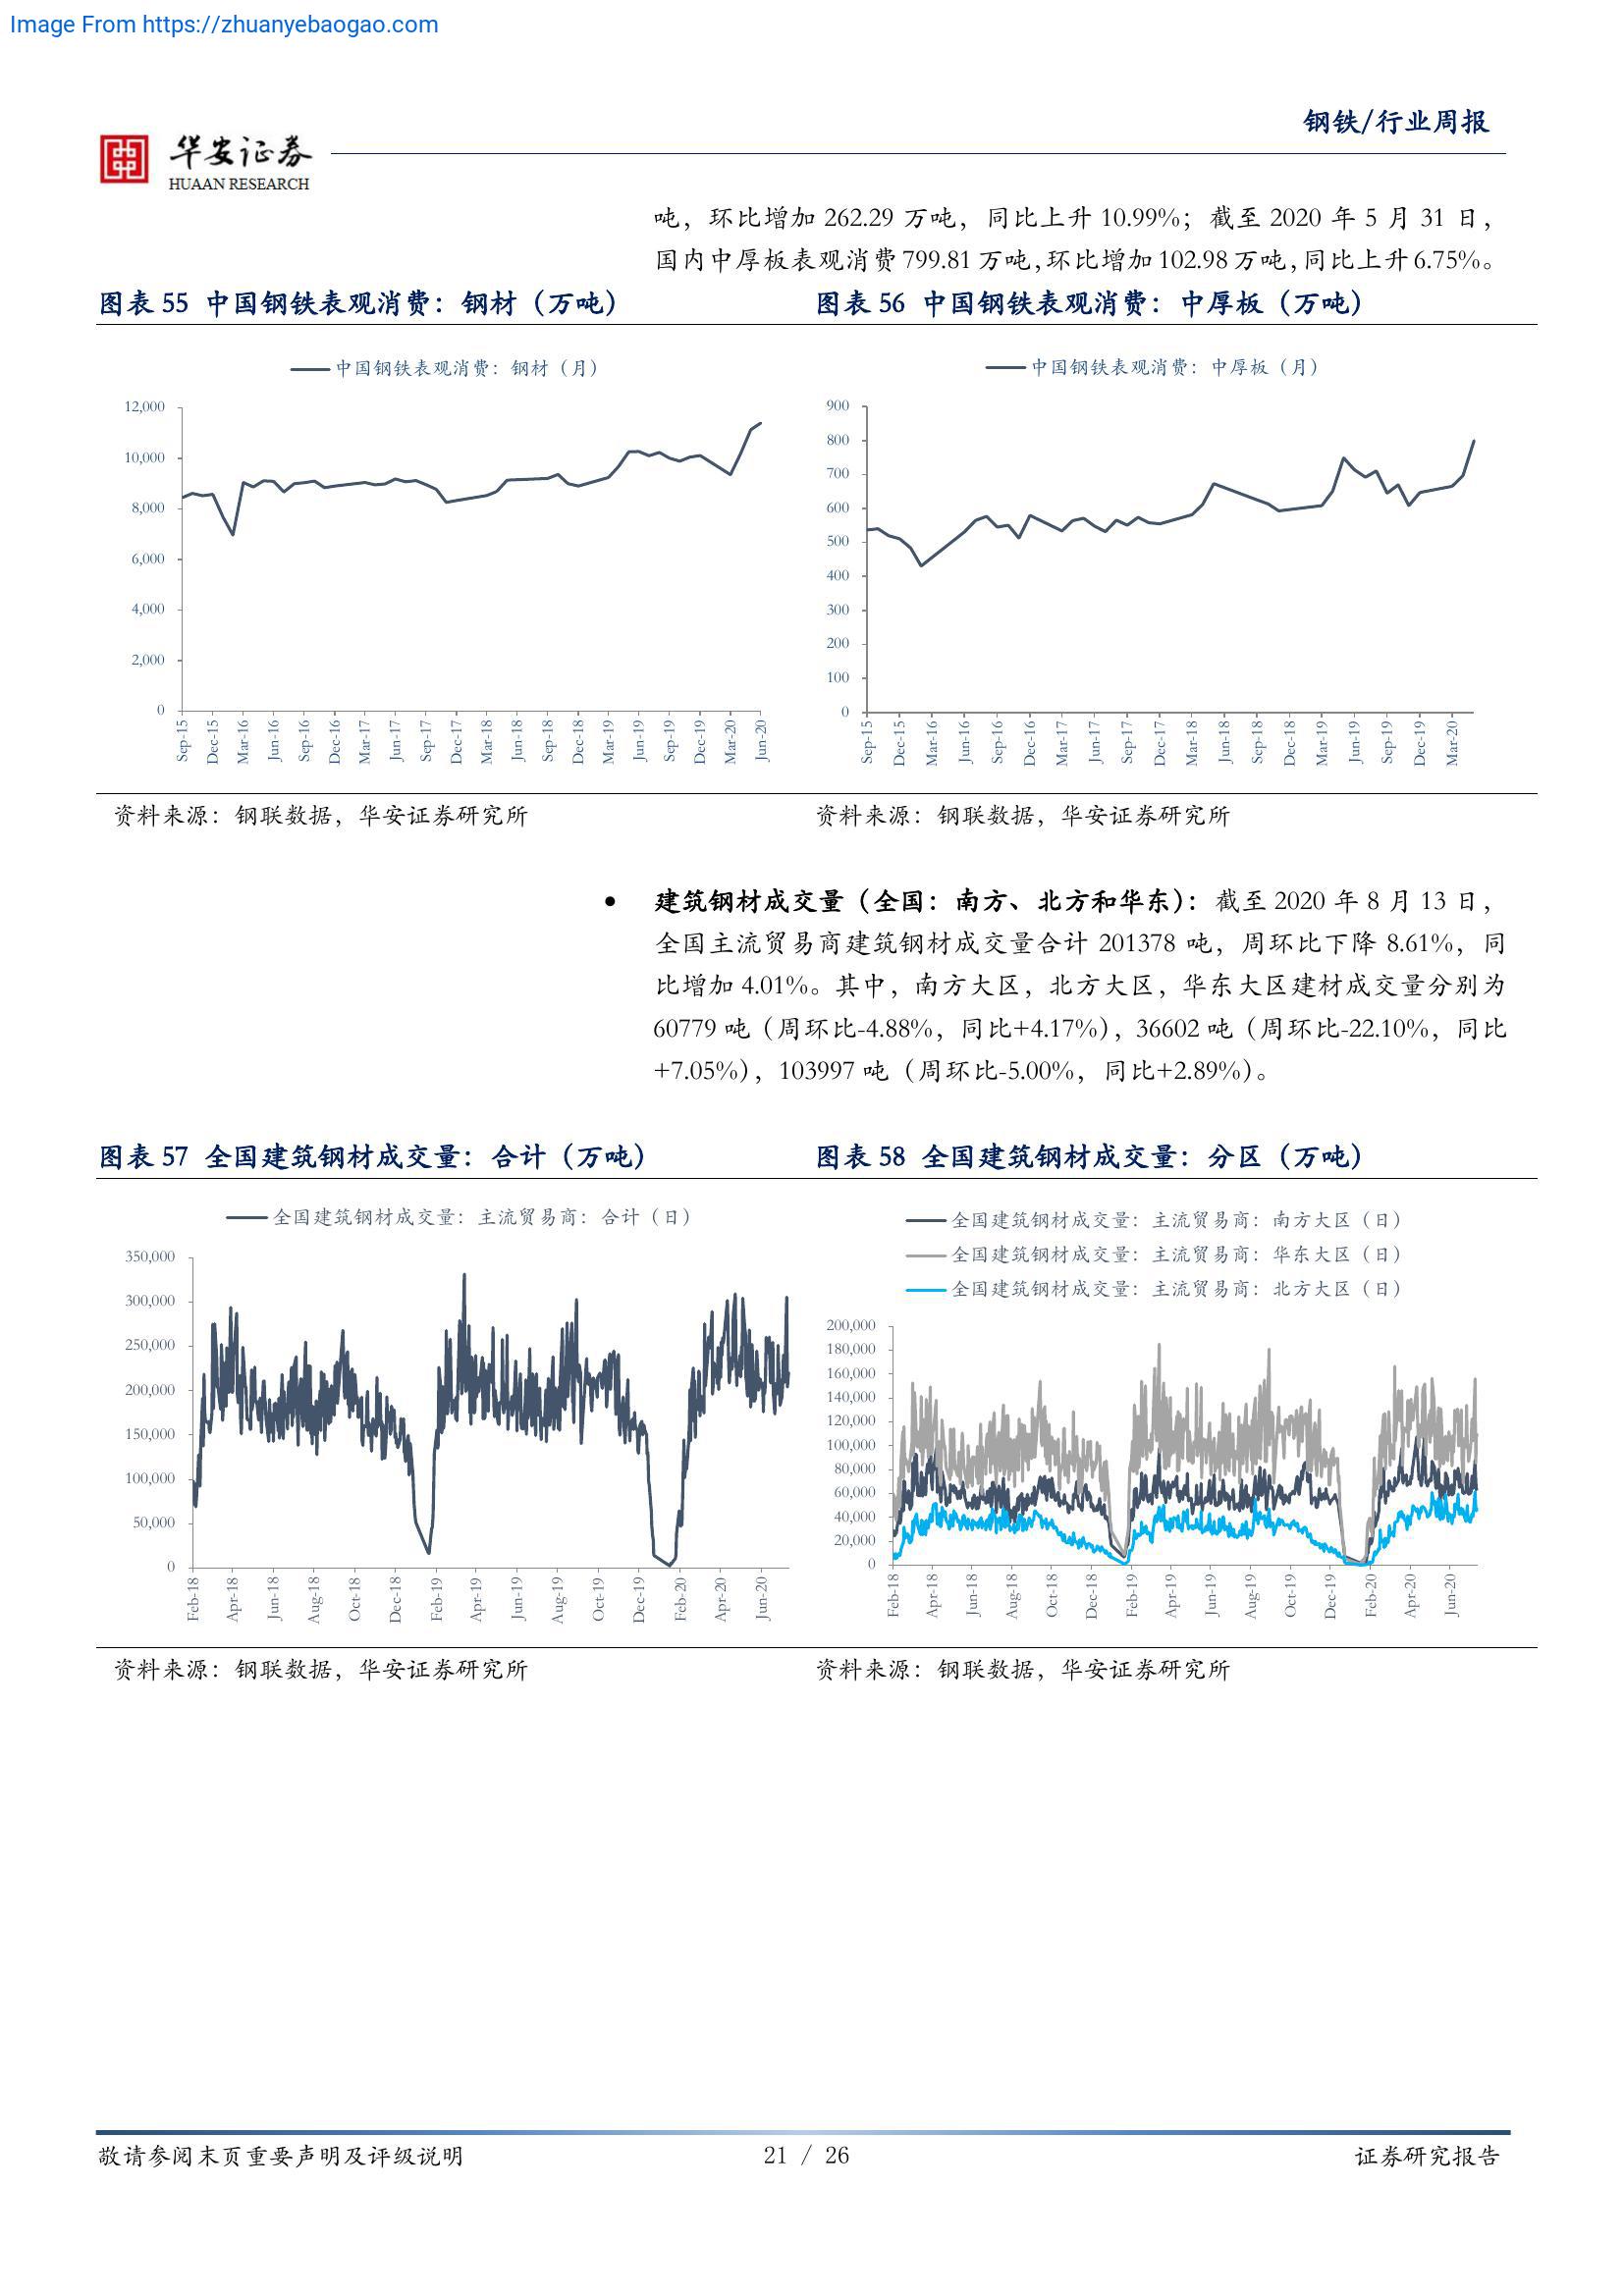 Image From https://zhuanyebaogao.com
钢铁/行业周报
华安证券
HUAAN RESEARCH
吨，环比增加 262.29 万吨，同比上升 10.99%；截至 2020 年 5 月 31 日，
国内中厚板表观消费 799.81 万吨，环比增加 102.98 万吨，同比上升 6.75%。
图表 55 中国钢铁表观消费：钢材（万吨）
中国钢铁表观消费：钢材（月）
12,000
10,000
8,000
6,000
4,000
2,000
0
Sep-15 Dec-15 Mar-16 Jun-16 Sep-16 Dec-16 Mar-17 Jun-17 Sep-17 Dec-17 Mar-18 Jun-18 Sep-18 Dec-18 Mar-19 Jun-19 Sep-19 Dec-19 Mar-20 Jun-20
资料来源：钢联数据，华安证券研究所
图表 56 中国钢铁表观消费：中厚板（万吨）
中国钢铁表观消费：中厚板（月）
900
800
700
600
500
400
300
200
100
0
Sep-15 Dec-15 Mar-16 Jun-16 Sep-16 Dec-16 Mar-17 Jun-17 Sep-17 Dec-17 Mar-18 Jun-18 Sep-18 Dec-18 Mar-19 Jun-19 Sep-19 Dec-19 Mar-20
资料来源：钢联数据，华安证券研究所
• 建筑钢材成交量（全国：南方、北方和华东）：截至 2020 年 8 月 13 日，
全国主流贸易商建筑钢材成交量合计 201378 吨，周环比下降 8.61%，同
比增加 4.01%。其中，南方大区，北方大区，华东大区建材成交量分别为
60779 吨（周环比-4.88%，同比+4.17%），36602 吨（周环比-22.10%，同比
+7.05%），103997 吨（周环比-5.00%，同比+2.89%）。
图表 57 全国建筑钢材成交量：合计（万吨）
全国建筑钢材成交量：主流贸易商：合计（日）
350,000
300,000
250,000
200,000
150,000
100,000
50,000
0
Feb-18 Apr-18 Jun-18 Aug-18 Oct-18 Dec-18 Feb-19 Apr-19 Jun-19 Aug-19 Oct-19 Dec-19 Feb-20 Apr-20 Jun-20
资料来源：钢联数据，华安证券研究所
图表 58 全国建筑钢材成交量：分区（万吨）
全国建筑钢材成交量：主流贸易商：南方大区（日）
全国建筑钢材成交量：主流贸易商：华东大区（日）
全国建筑钢材成交量：主流贸易商：北方大区（日）
200,000
180,000
160,000
140,000
120,000
100,000
80,000
60,000
40,000
20,000
0
Feb-18 Apr-18 Jun-18 Aug-18 Oct-18 Dec-18 Feb-19 Apr-19 Jun-19 Aug-19 Oct-19 Dec-19 Feb-20 Apr-20 Jun-20
资料来源：钢联数据，华安证券研究所
敬请参阅末页重要声明及评级说明
21 / 26
证券研究报告